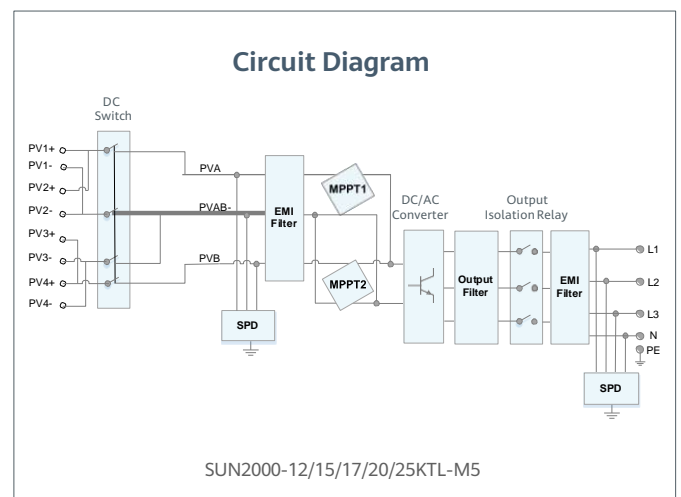 Circuit Diagram
DC
Switch
PV1+
PV1-
PV2+
PV2-
PV3+
PV3-
PV4+
PV4-
PVA
PVAB-
PVB
SPD
EMI
Filter
MPPT1
MPPT2
DC/AC
Converter
Output
Filter
Output
Isolation Relay
EMI
Filter
L1
L2
L3
N
PE
SPD
SUN2000-12/15/17/20/25KTL-M5